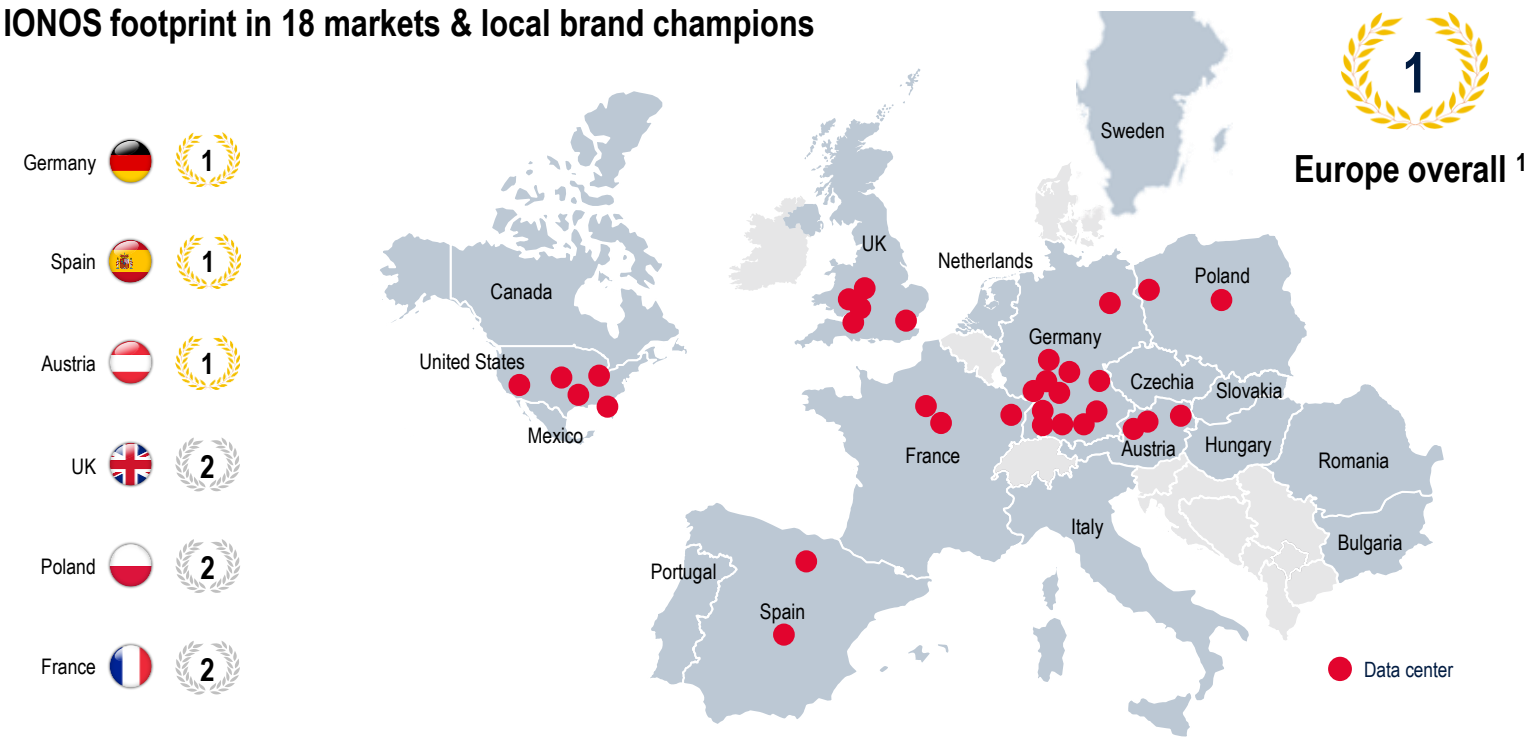 IONOS footprint in 18 markets & local brand champions
1
Europe overall 1
Germany 1
Spain 1
Austria 1
UK 2
Poland 2
France 2
Canada
United States
Mexico
Sweden
UK
Netherlands
Poland
Germany
Czechia
Slovakia
France
Austria
Hungary
Romania
Italy
Bulgaria
Portugal
Spain
Data center